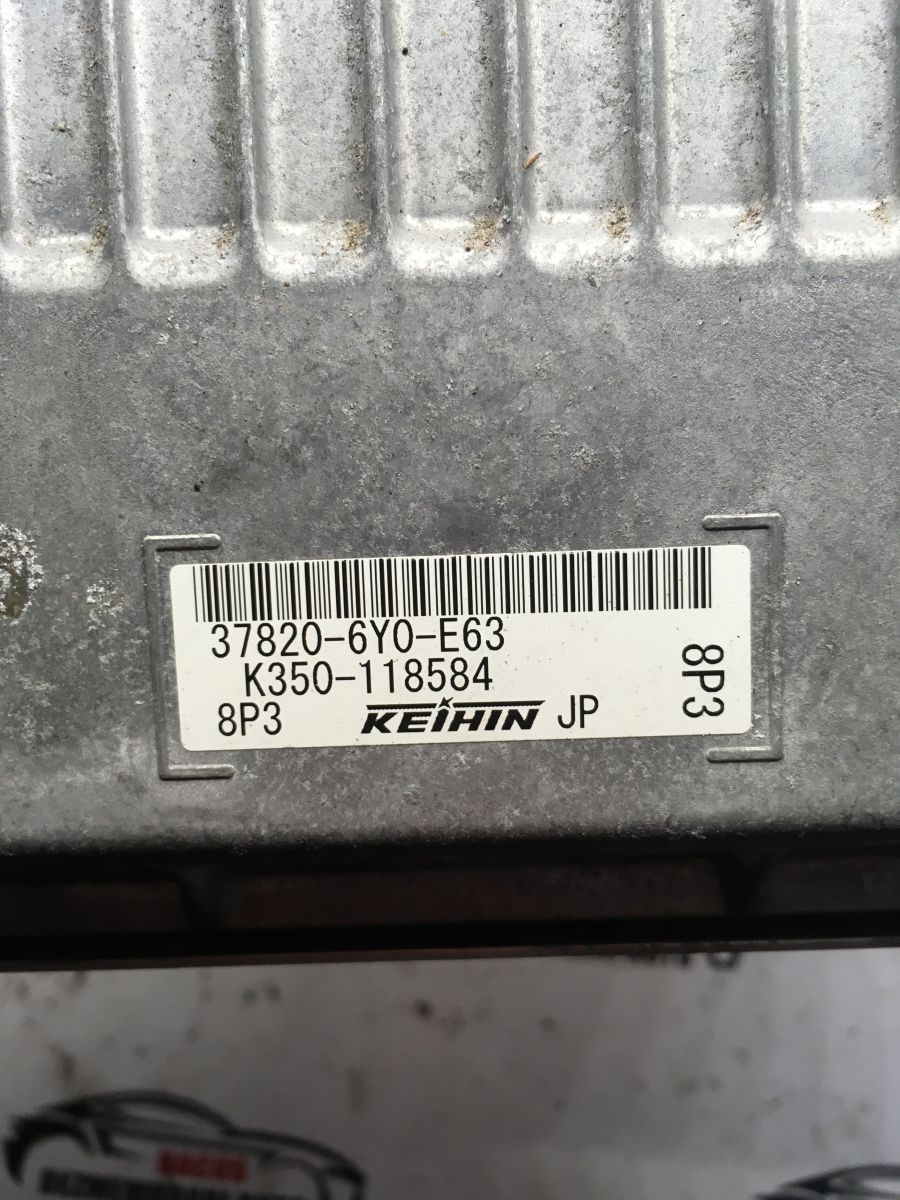 37820-6Y0-E63
K350-118584
8P3 KEIHIN JP
8P3